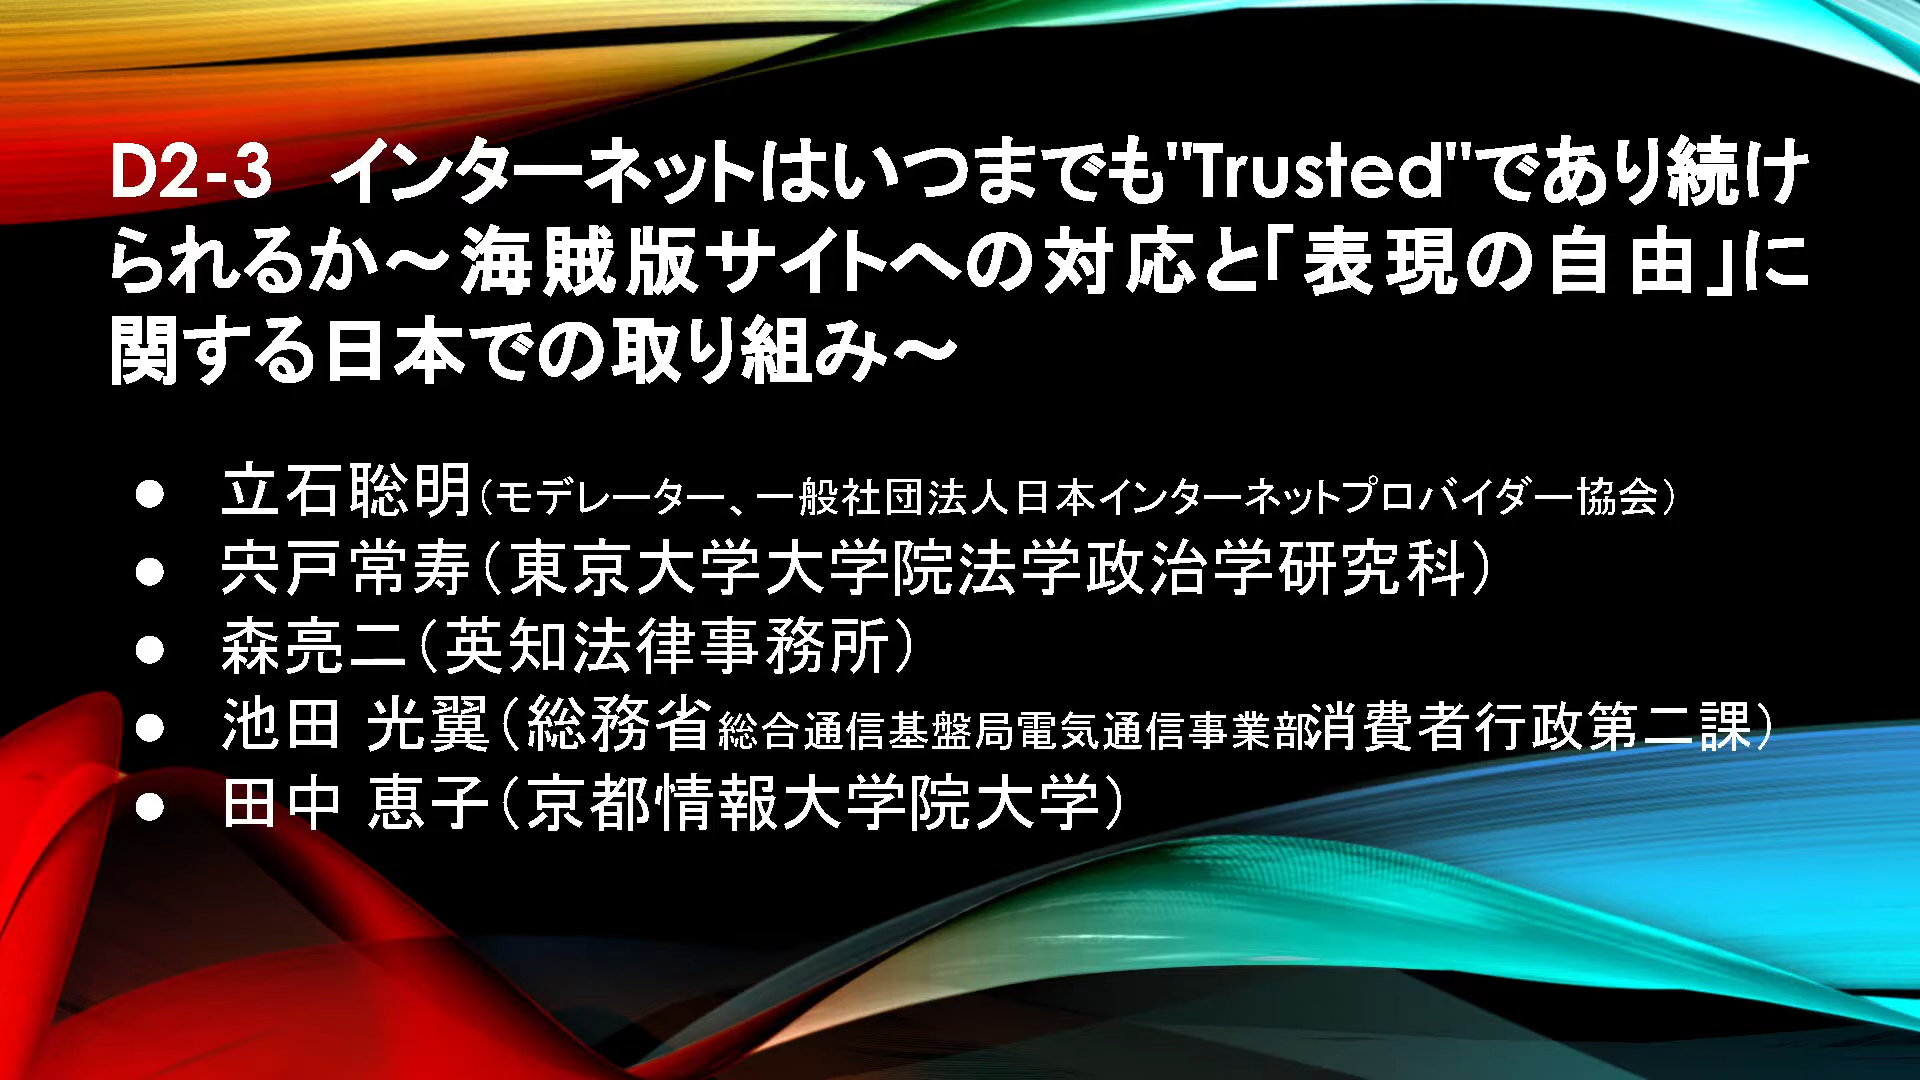 D2-3　インターネットはいつまでも"Trusted"であり続け
られるか～海賊版サイトへの対応と「表現の自由」に
関する日本での取り組み～
● 立石聡明（モデレーター、一般社団法人日本インターネットプロバイダー協会）
● 宍戸常寿（東京大学大学院法学政治学研究科）
● 森亮二（英知法律事務所）
● 池田 光翼（総務省総合通信基盤局電気通信事業部消費者行政第二課）
● 田中 恵子（京都情報大学院大学）